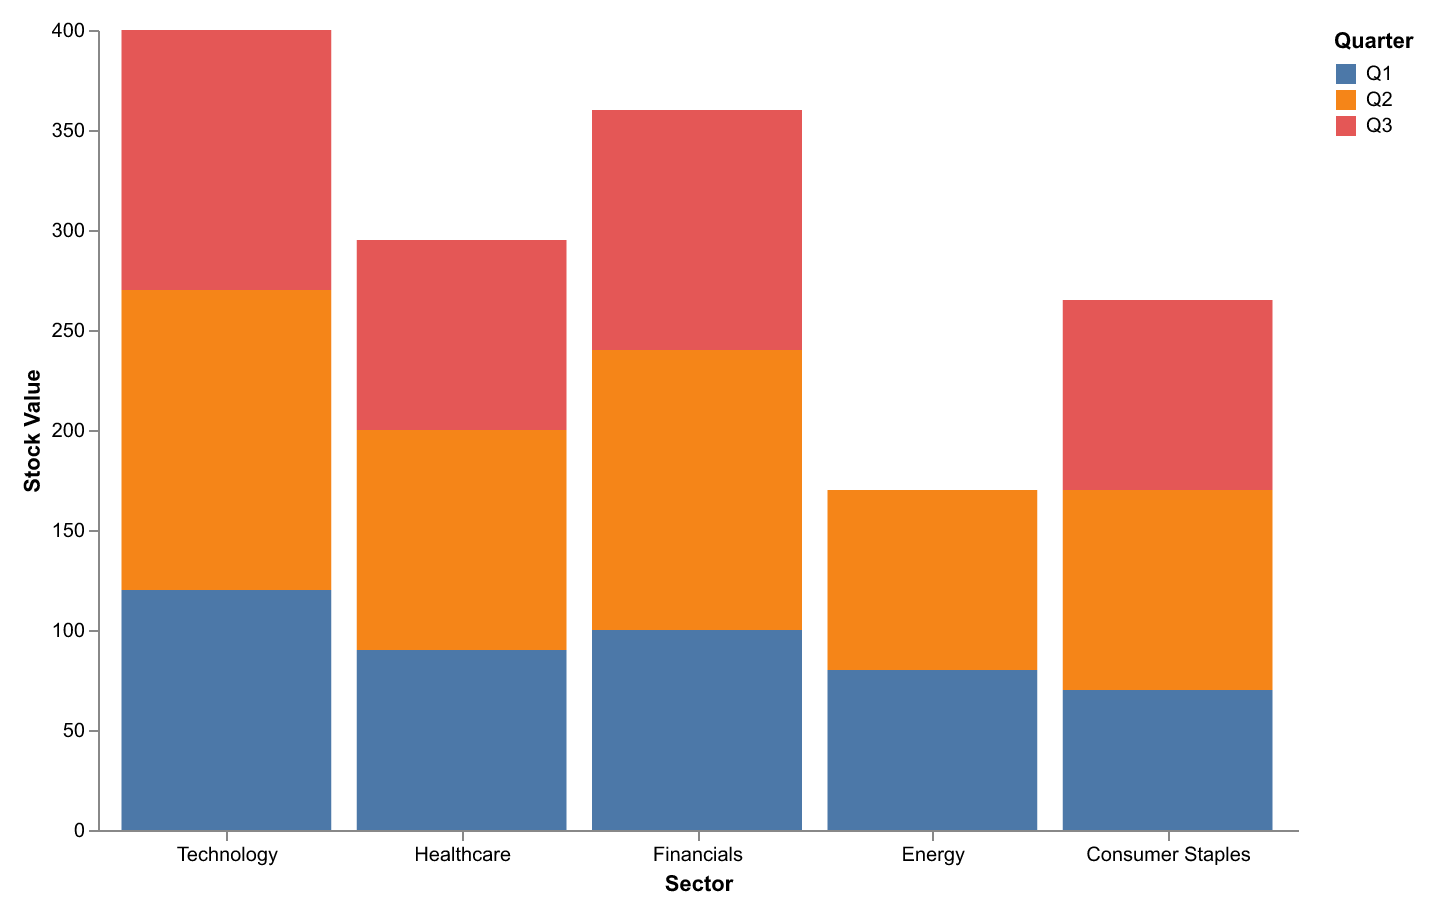 400
350
300
250
200
150
100
50
0
Stock Value
Technology
Healthcare
Financials
Energy
Consumer Staples
Sector
Quarter
Q1
Q2
Q3